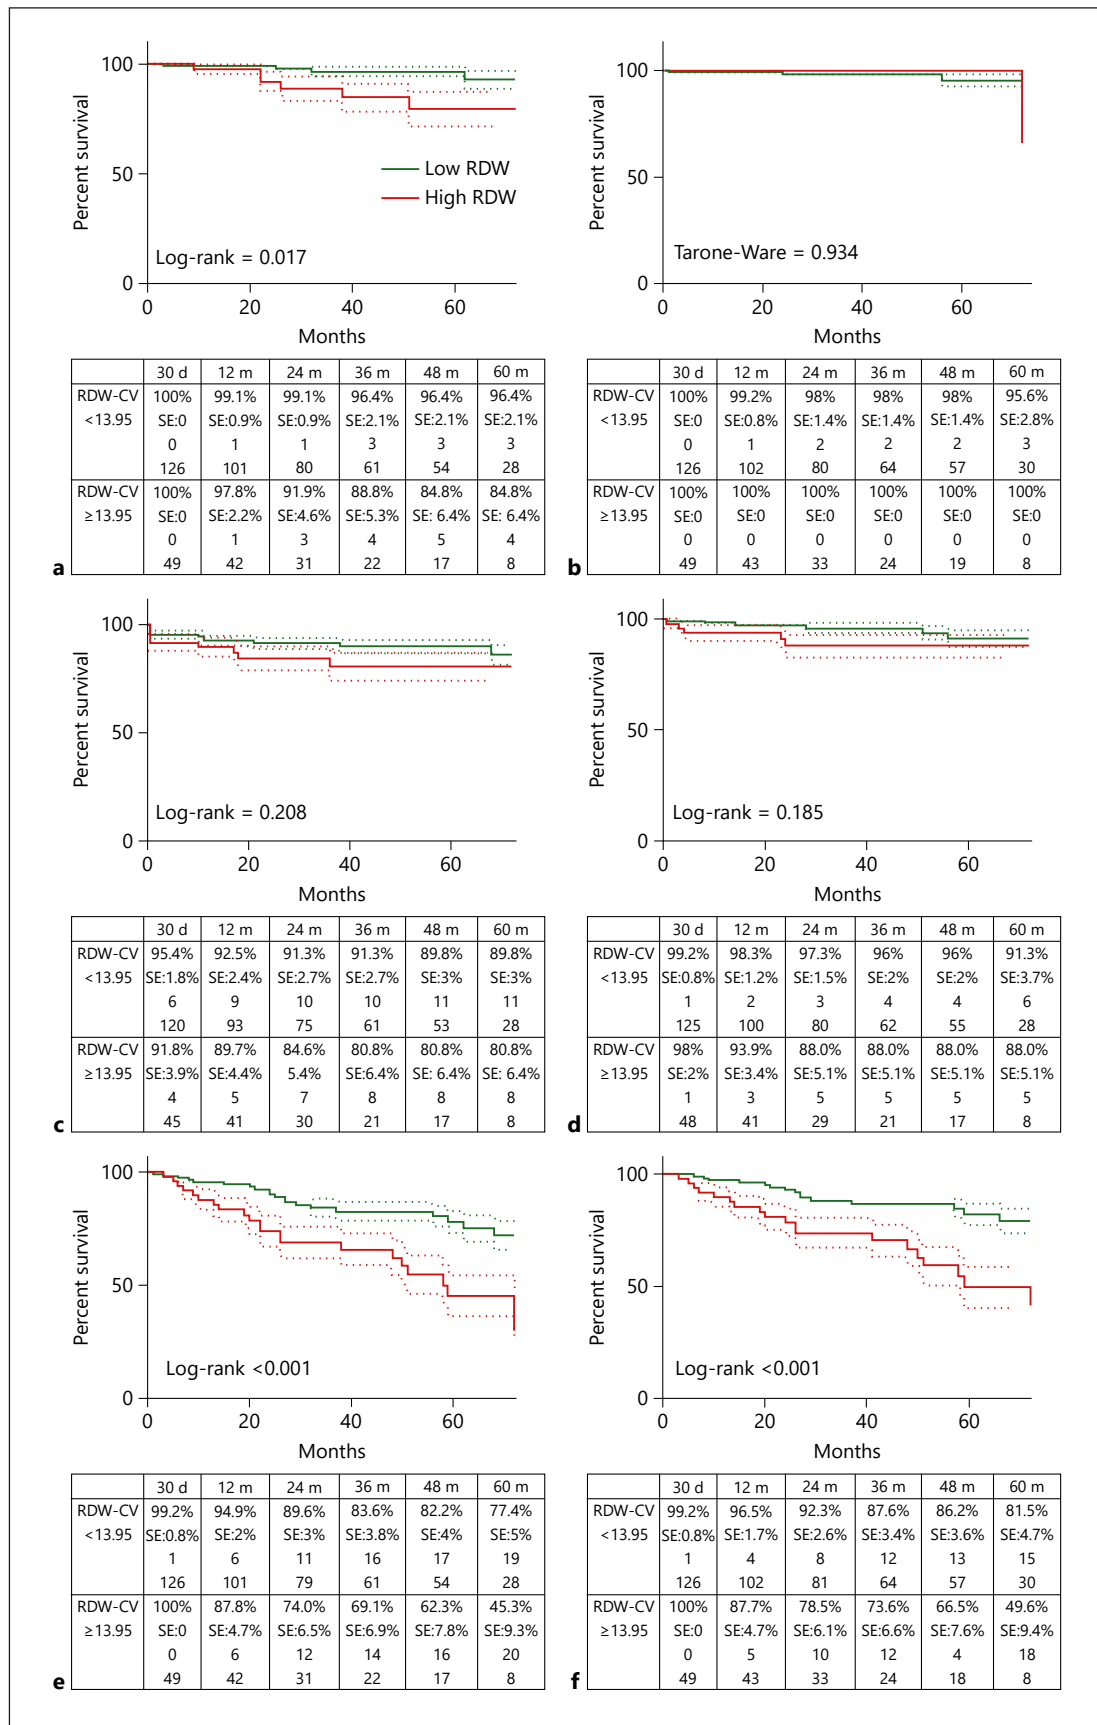 100
50
0
Percent survival
Low RDW
High RDW
Log-rank = 0.017
0 20 40 60
Months
30 d 12 m 24 m 36 m 48 m 60 m
RDW-CV 100% 99.1% 99.1% 96.4% 96.4% 96.4%
<13.95 SE:0 SE:0.9% SE:0.9% SE:2.1% SE:2.1% SE:2.1%
0 1 1 3 3 3
126 101 80 61 54 28
RDW-CV 100% 97.8% 91.9% 88.8% 84.8% 84.8%
≥13.95 SE:0 SE:2.2% SE:4.6% SE:5.3% SE: 6.4% SE: 6.4%
0 1 3 4 5 4
a 49 42 31 22 17 8
100
50
0
Percent survival
Tarone-Ware = 0.934
0 20 40 60
Months
30 d 12 m 24 m 36 m 48 m 60 m
RDW-CV 100% 99.2% 98% 98% 98% 95.6%
<13.95 SE:0 SE:0.8% SE:1.4% SE:1.4% SE:1.4% SE:2.8%
0 1 2 2 2 3
126 102 80 64 57 30
RDW-CV 100% 100% 100% 100% 100% 100%
≥13.95 SE:0 SE:0 SE:0 SE:0 SE:0 SE:0
0 0 0 0 0 0
b 49 43 33 24 19 8
100
50
0
Percent survival
Log-rank = 0.208
0 20 40 60
Months
30 d 12 m 24 m 36 m 48 m 60 m
RDW-CV 95.4% 92.5% 91.3% 91.3% 89.8% 89.8%
<13.95 SE:1.8% SE:2.4% SE:2.7% SE:2.7% SE:3% SE:3%
6 9 10 10 11 11
120 93 75 61 53 28
RDW-CV 91.8% 89.7% 84.6% 80.8% 80.8% 80.8%
≥13.95 SE:3.9% SE:4.4% 5.4% SE:6.4% SE: 6.4% SE: 6.4%
4 5 7 8 8 8
c 45 41 30 21 17 8
100
50
0
Percent survival
Log-rank = 0.185
0 20 40 60
Months
30 d 12 m 24 m 36 m 48 m 60 m
RDW-CV 99.2% 98.3% 97.3% 96% 96% 91.3%
<13.95 SE:0.8% SE:1.2% SE:1.5% SE:2% SE:2% SE:3.7%
1 2 3 4 4 6
125 100 80 62 55 28
RDW-CV 98% 93.9% 88.0% 88.0% 88.0% 88.0%
≥13.95 SE:2% SE:3.4% SE:5.1% SE:5.1% SE:5.1% SE:5.1%
1 3 5 5 5 5
d 48 41 29 21 17 8
100
50
0
Percent survival
Log-rank <0.001
0 20 40 60
Months
30 d 12 m 24 m 36 m 48 m 60 m
RDW-CV 99.2% 94.9% 89.6% 83.6% 82.2% 77.4%
<13.95 SE:0.8% SE:2% SE:3% SE:3.8% SE:4% SE:5%
1 6 11 16 17 19
126 101 79 61 54 28
RDW-CV 100% 87.8% 74.0% 69.1% 62.3% 45.3%
≥13.95 SE:0 SE:4.7% SE:6.5% SE:6.9% SE:7.8% SE:9.3%
0 6 12 14 16 20
e 49 42 31 22 17 8
100
50
0
Percent survival
Log-rank <0.001
0 20 40 60
Months
30 d 12 m 24 m 36 m 48 m 60 m
RDW-CV 99.2% 96.5% 92.3% 87.6% 86.2% 81.5%
<13.95 SE:0.8% SE:1.7% SE:2.6% SE:3.4% SE:3.6% SE:4.7%
1 4 8 12 13 15
126 102 81 64 57 30
RDW-CV 100% 87.7% 78.5% 73.6% 66.5% 49.6%
≥13.95 SE:0 SE:4.7% SE:6.1% SE:6.6% SE:7.6% SE:9.4%
0 5 10 12 4 18
f 49 43 33 24 18 8